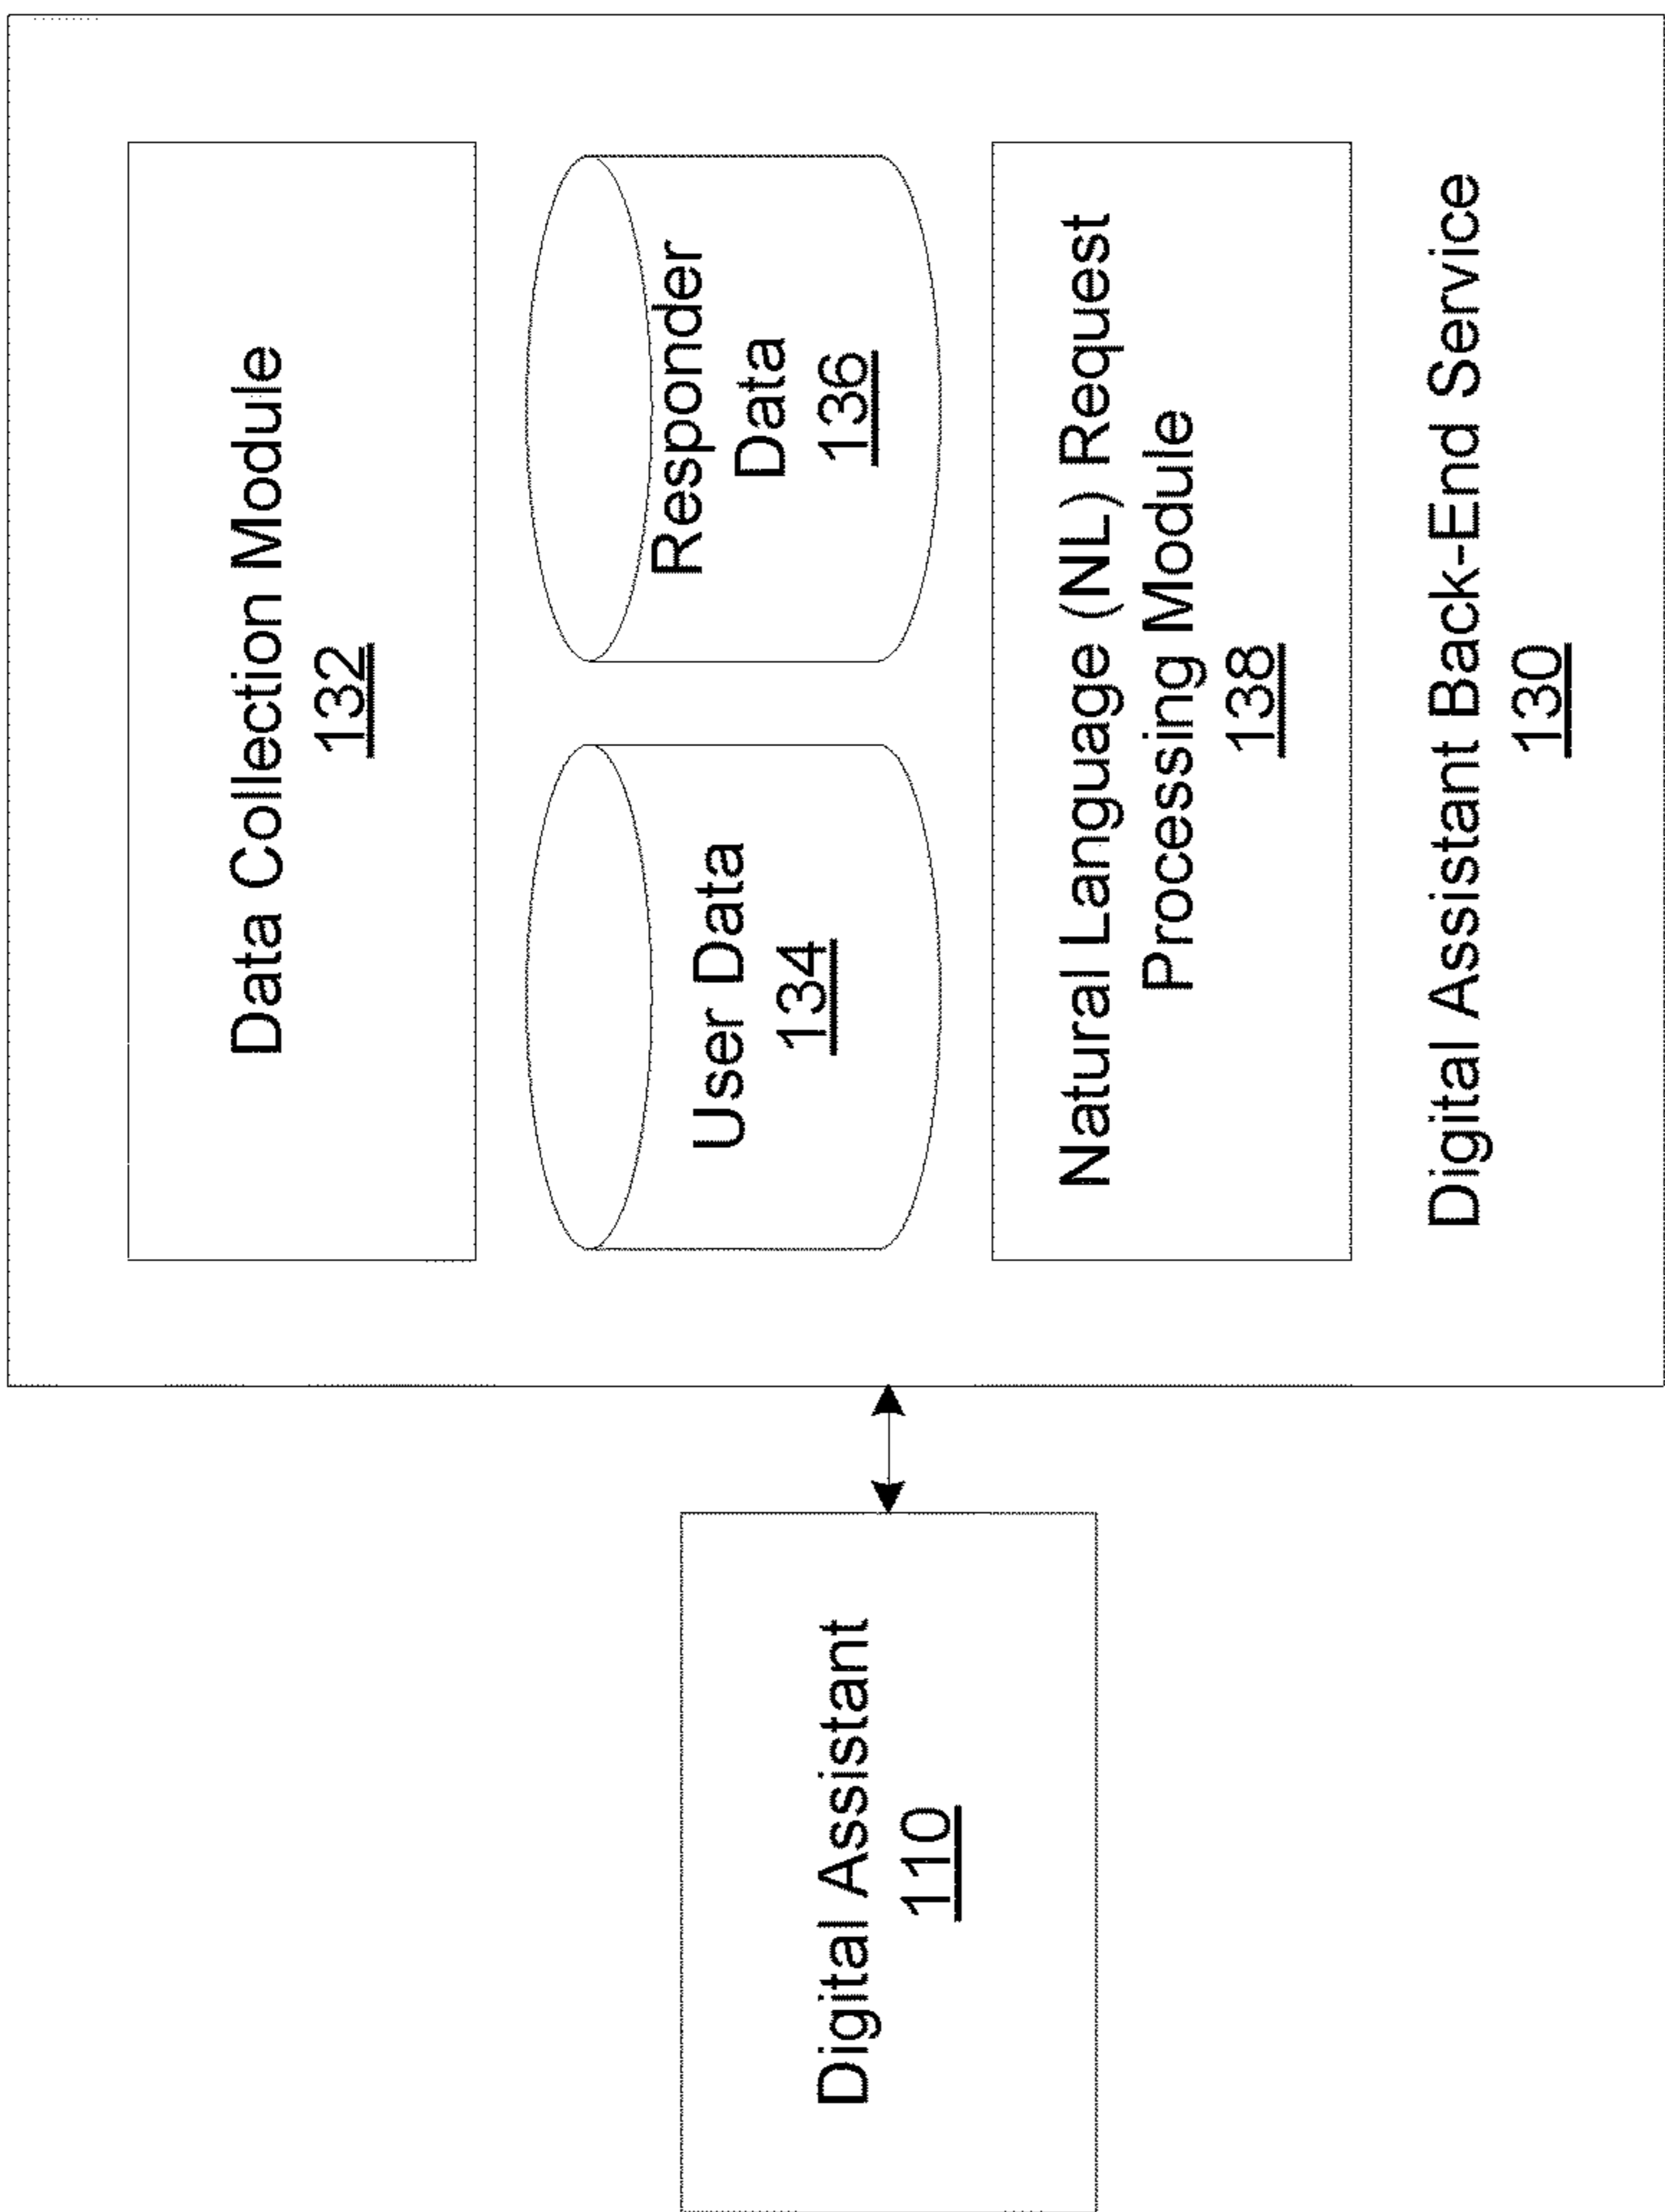 Digital Assistant
110
Data Collection Module
132
User Data
134
Responder
Data
136
Natural Language (NL) Request
Processing Module
138
Digital Assistant Back-End Service
130